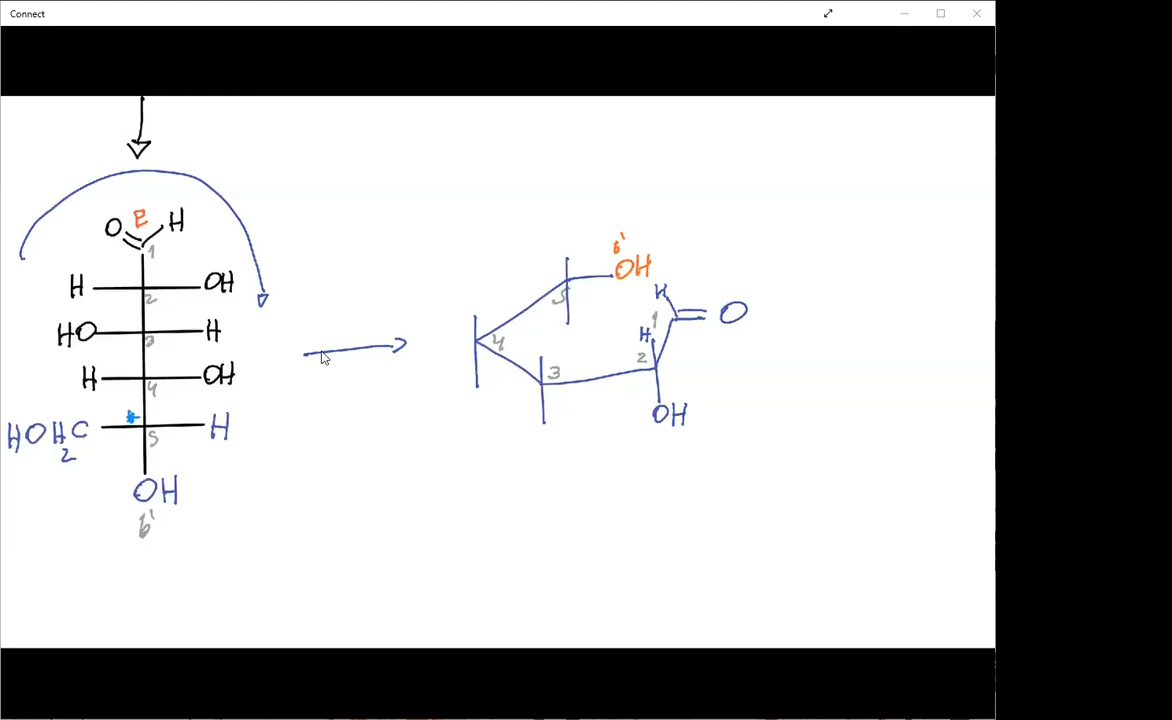 Connect
O E H
1
H 2 OH
HO 3 H
H 4 OH
HOH2C * 5 H
OH
6'
6'
OH
5
H
1 O
4
H
2
3
OH